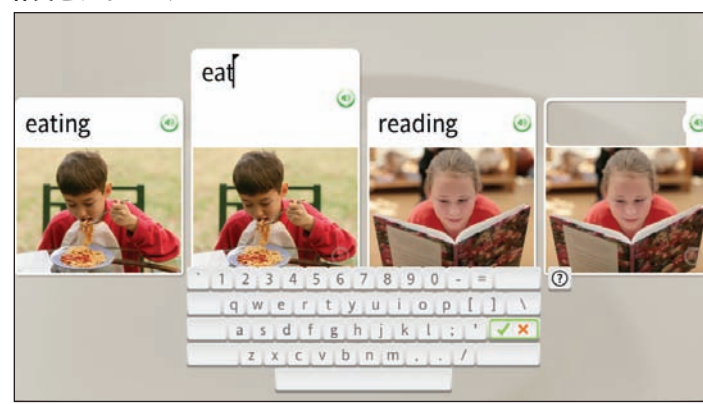 eat
eating
reading
` 1 2 3 4 5 6 7 8 9 0 - =
q w e r t y u i o p [ ] \
a s d f g h j k l ; '
z x c v b n m , . /
?